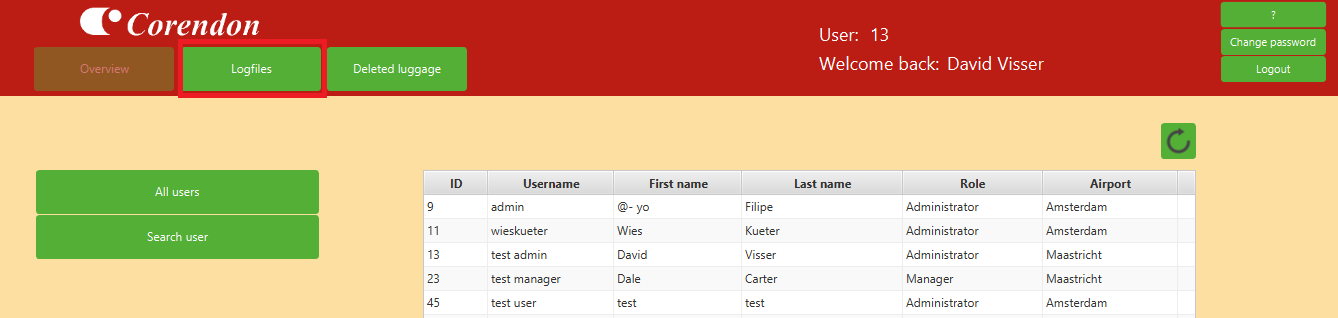 Corendon
Overview
Logfiles
Deleted luggage
User: 13
Welcome back: David Visser
?
Change password
Logout
All users
Search user
ID Username First name Last name Role Airport
9 admin @- yo Filipe Administrator Amsterdam
11 wieskueter Wies Kueter Administrator Amsterdam
13 test admin David Visser Administrator Maastricht
23 test manager Dale Carter Manager Maastricht
45 test user test test Administrator Amsterdam